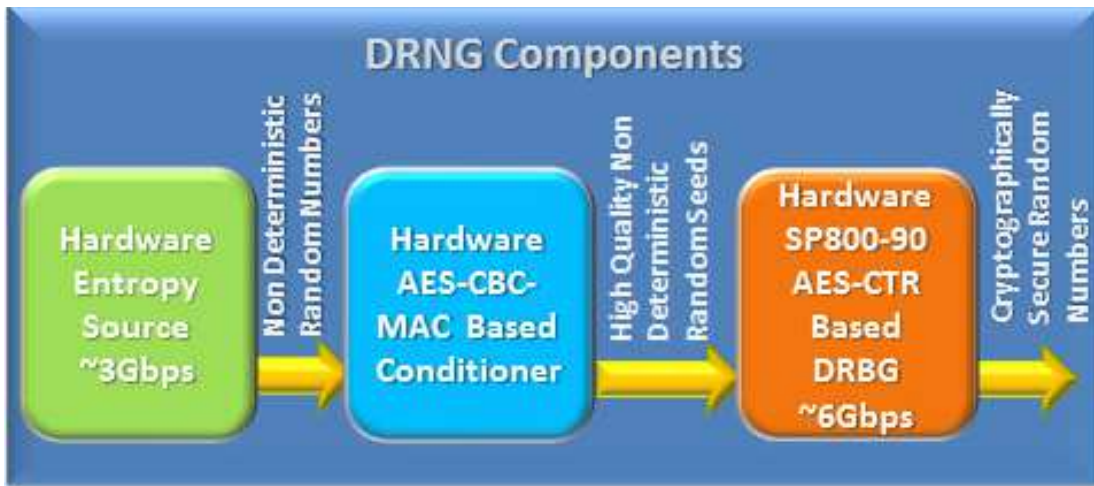 DRNG Components
Hardware
Entropy
Source
~3Gbps
Non Deterministic
Random Numbers
Hardware
AES-CBC-
MAC Based
Conditioner
High Quality Non
Deterministic
Random Seeds
Hardware
SP800-90
AES-CTR
Based
DRBG
~6Gbps
Cryptographically
Secure Random
Numbers